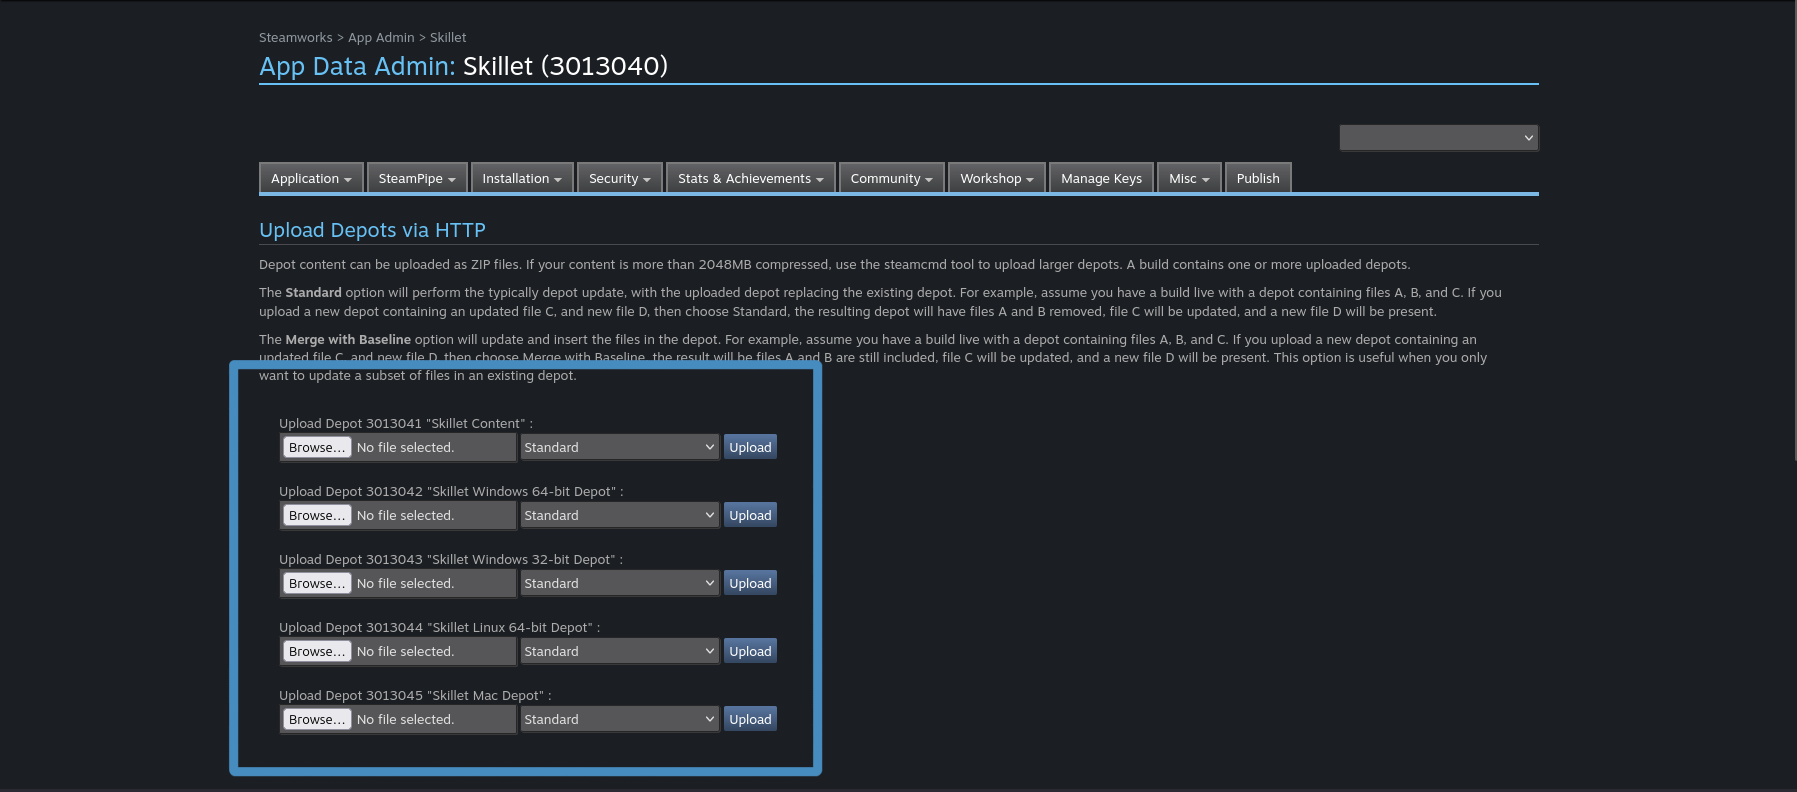 Steamworks > App Admin > Skillet
App Data Admin: Skillet (3013040)
Application SteamPipe Installation Security Stats & Achievements Community Workshop Manage Keys Misc Publish
Upload Depots via HTTP
Depot content can be uploaded as ZIP files. If your content is more than 2048MB compressed, use the steamcmd tool to upload larger depots. A build contains one or more uploaded depots.
The Standard option will perform the typically depot update, with the uploaded depot replacing the existing depot. For example, assume you have a build live with a depot containing files A, B, and C. If you
upload a new depot containing an updated file C, and new file D, then choose Standard, the resulting depot will have files A and B removed, file C will be updated, and a new file D will be present.
The Merge with Baseline option will update and insert the files in the depot. For example, assume you have a build live with a depot containing files A, B, and C. If you upload a new depot containing an
updated file C, and new file D, then choose Merge with Baseline, the result will be files A and B are still included, file C will be updated, and a new file D will be present. This option is useful when you only
want to update a subset of files in an existing depot.
Upload Depot 3013041 "Skillet Content" :
Browse... No file selected. Standard Upload
Upload Depot 3013042 "Skillet Windows 64-bit Depot" :
Browse... No file selected. Standard Upload
Upload Depot 3013043 "Skillet Windows 32-bit Depot" :
Browse... No file selected. Standard Upload
Upload Depot 3013044 "Skillet Linux 64-bit Depot" :
Browse... No file selected. Standard Upload
Upload Depot 3013045 "Skillet Mac Depot" :
Browse... No file selected. Standard Upload